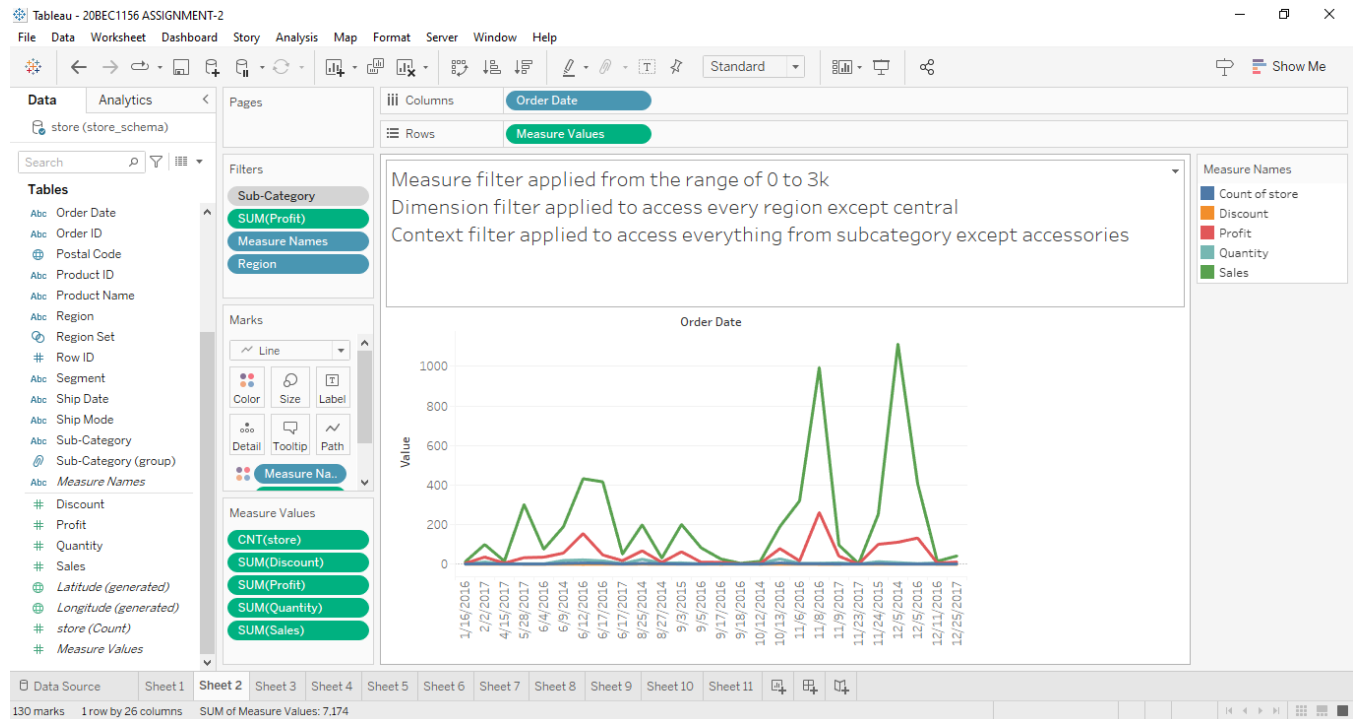 Tableau - 20BEC1156 ASSIGNMENT-2
File Data Worksheet Dashboard Story Analysis Map Format Server Window Help
Standard
Show Me
Data Analytics
store (store_schema)
Search
Tables
Abc Order Date
Abc Order ID
Postal Code
Abc Product ID
Abc Product Name
Abc Region
Region Set
# Row ID
Abc Segment
Abc Ship Date
Abc Ship Mode
Abc Sub-Category
Sub-Category (group)
Abc Measure Names
# Discount
# Profit
# Quantity
# Sales
Latitude (generated)
Longitude (generated)
# store (Count)
# Measure Values
Pages
Filters
Sub-Category
SUM(Profit)
Measure Names
Region
Marks
Line
Color Size Label
Detail Tooltip Path
Measure Na..
Measure Values
CNT(store)
SUM(Discount)
SUM(Profit)
SUM(Quantity)
SUM(Sales)
Columns Order Date
Rows Measure Values
Measure filter applied from the range of 0 to 3k
Dimension filter applied to access every region except central
Context filter applied to access everything from subcategory except accessories
Order Date
Value
1000
800
600
400
200
0
1/16/2016
2/2/2017
4/15/2017
5/28/2017
6/4/2016
6/9/2014
6/12/2016
6/17/2016
6/17/2017
8/25/2014
8/27/2014
9/3/2015
9/5/2016
9/17/2016
9/18/2016
10/12/2014
10/13/2016
11/6/2016
11/8/2016
11/9/2017
11/23/2017
11/24/2015
12/5/2014
12/5/2016
12/11/2016
12/25/2017
Measure Names
Count of store
Discount
Profit
Quantity
Sales
Data Source Sheet 1 Sheet 2 Sheet 3 Sheet 4 Sheet 5 Sheet 6 Sheet 7 Sheet 8 Sheet 9 Sheet 10 Sheet 11
130 marks 1 row by 26 columns SUM of Measure Values: 7,174